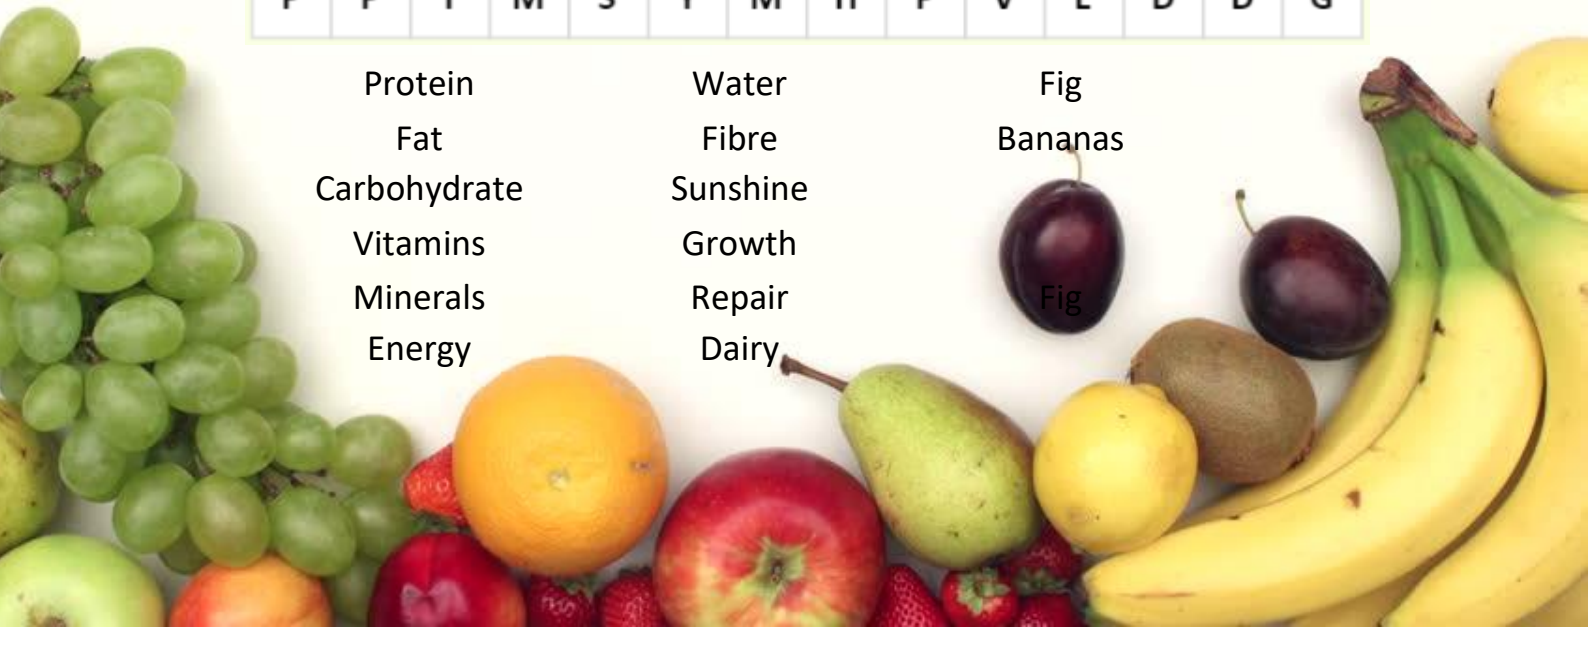 Protein Water Fig
Fat Fibre Bananas
Carbohydrate Sunshine
Vitamins Growth
Minerals Repair Fig
Energy Dairy